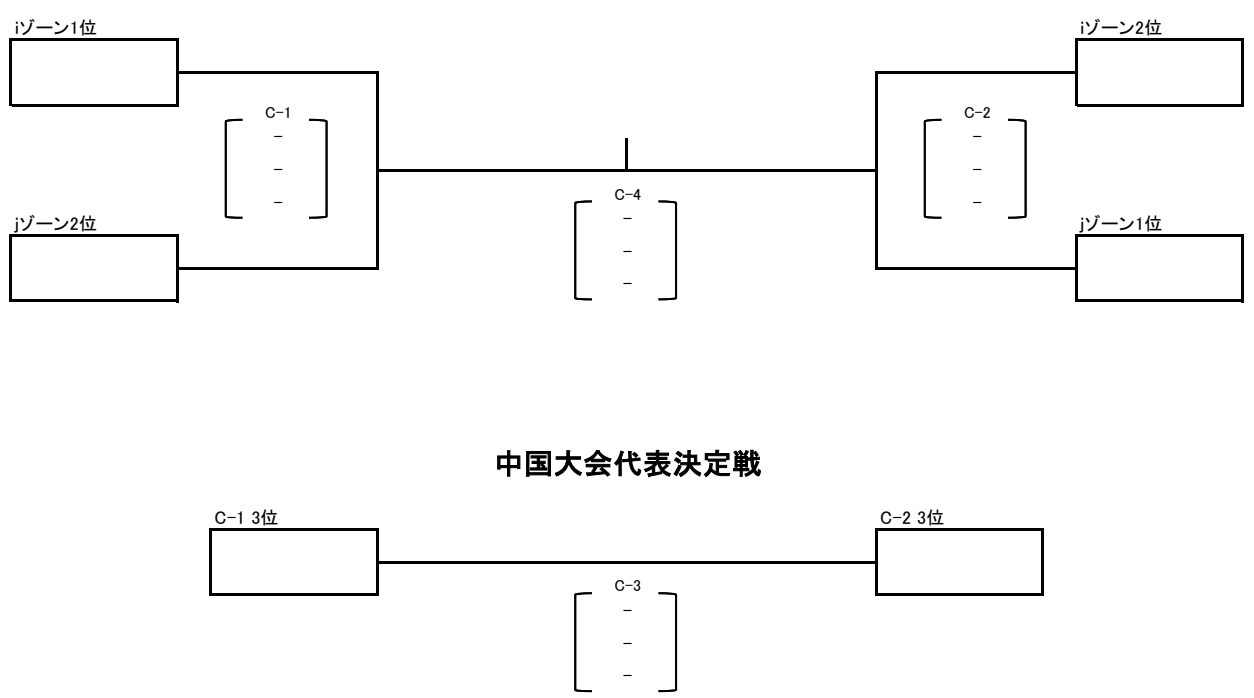 iゾーン1位
iゾーン2位
C-1
-
-
-
C-2
-
-
-
C-4
-
-
-
jゾーン2位
jゾーン1位
中国大会代表決定戦
C-1 3位
C-2 3位
C-3
-
-
-